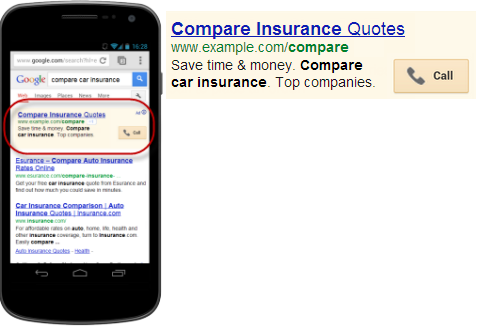 16:28
www.google.com/search?hl=e
Google
compare car insurance
Web Images Places News More
Compare Insurance Quotes
www.example.com/compare
Save time & money. Compare
car insurance. Top companies.
Call
Esurance – Compare Auto Insurance
Rates Online
www.esurance.com/compare-insurance-
Get your free car insurance quote from Esurance and
find out how much you could save in minutes.
Car Insurance Comparison | Auto
Insurance Quotes | Insurance.com
www.insurance.com/
For affordable rates on auto, home, life, health and
other insurance coverage, turn to Insurance.com
Easily compare ...
Auto Insurance Quotes - Health -
Compare Insurance Quotes
www.example.com/compare
Save time & money. Compare
car insurance. Top companies.
Call